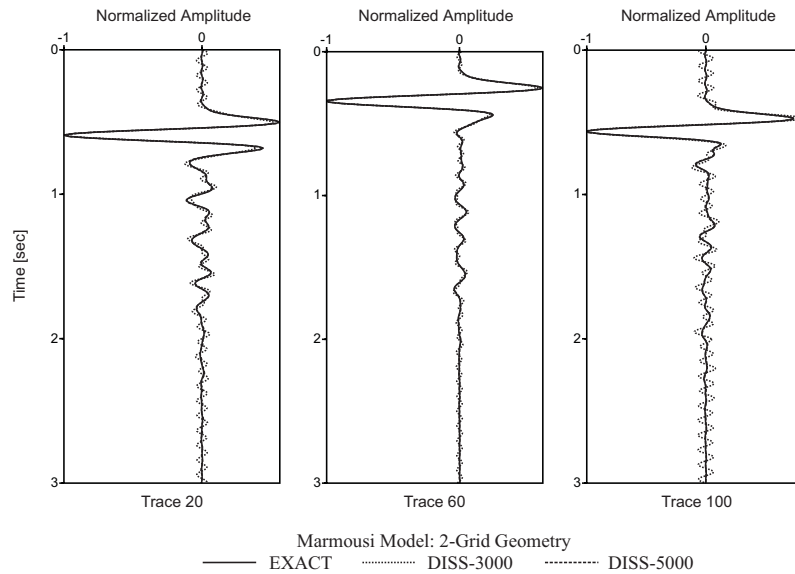 Normalized Amplitude Normalized Amplitude Normalized Amplitude
-1 0 -1 0 -1 0
0 0 0
1 1 1
Time [sec]
2 2 2
3 3 3
Trace 20 Trace 60 Trace 100
Marmousi Model: 2-Grid Geometry
EXACT DISS-3000 DISS-5000